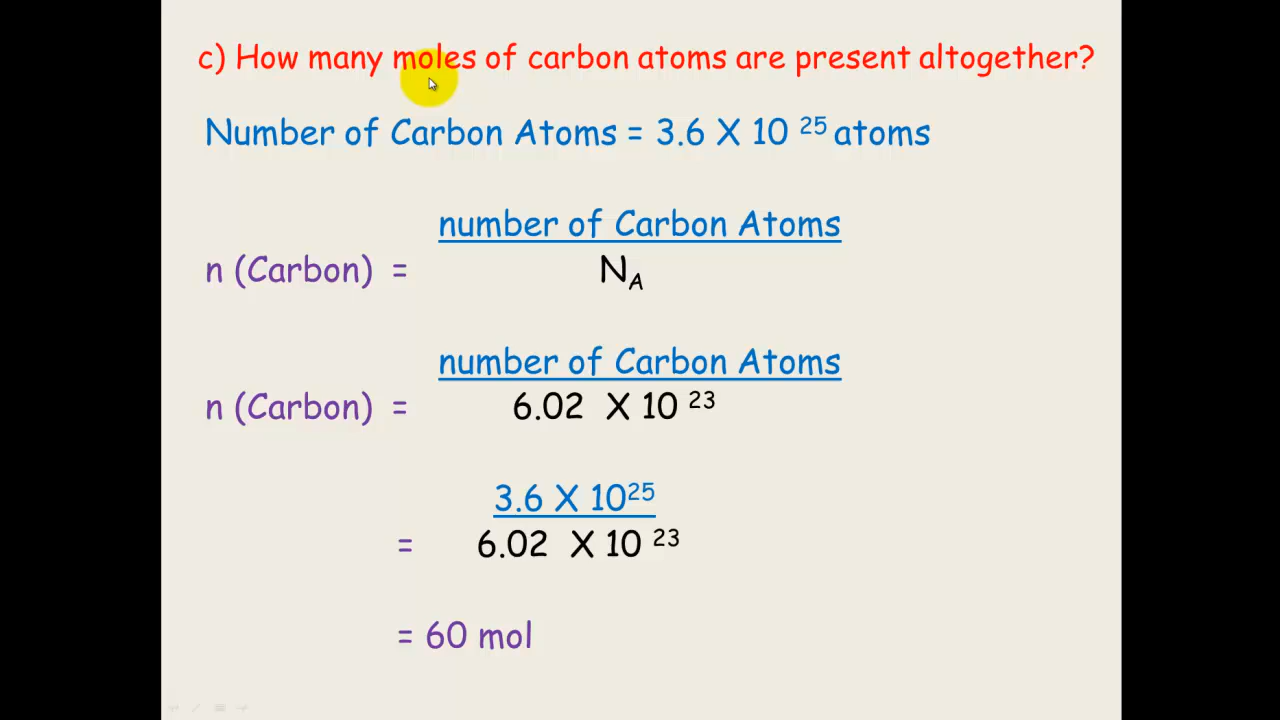 c) How many moles of carbon atoms are present altogether?
Number of Carbon Atoms = 3.6 X 10 ²⁵ atoms
number of Carbon Atoms
n (Carbon) = N_A
number of Carbon Atoms
n (Carbon) = 6.02 X 10 ²³
3.6 X 10²⁵
= 6.02 X 10 ²³
= 60 mol